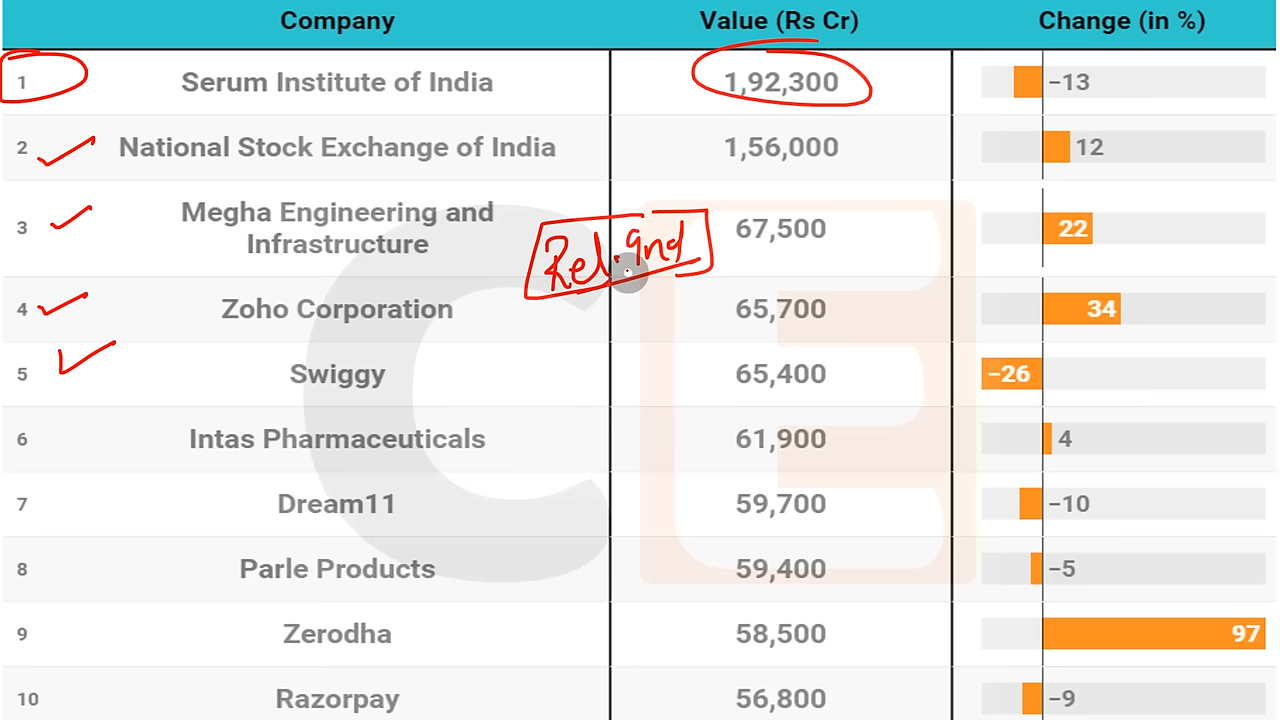 Company Value (Rs Cr) Change (in %)
1 Serum Institute of India 1,92,300 −13
2 National Stock Exchange of India 1,56,000 12
3 Megha Engineering and Infrastructure 67,500 22
Rel. Ind
4 Zoho Corporation 65,700 34
5 Swiggy 65,400 −26
6 Intas Pharmaceuticals 61,900 4
7 Dream11 59,700 −10
8 Parle Products 59,400 −5
9 Zerodha 58,500 97
10 Razorpay 56,800 −9